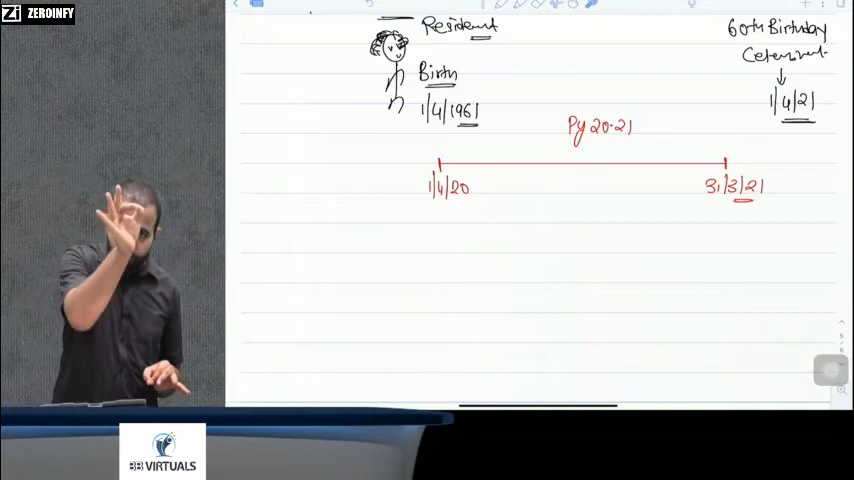 Zi ZEROINFY
Resident
60th Birthday
Birth
1/4/1961
1/4/21
Py 20-21
1/4/20
31/3/21
BB VIRTUALS